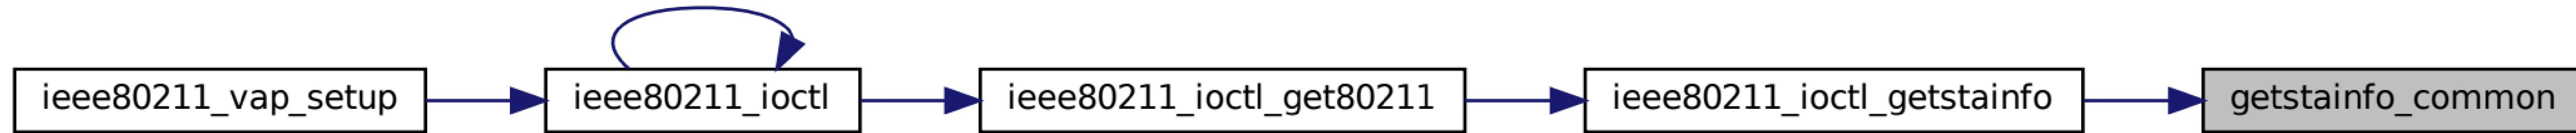 ieee80211_vap_setup
ieee80211_ioctl
ieee80211_ioctl_get80211
ieee80211_ioctl_getstainfo
getstainfo_common